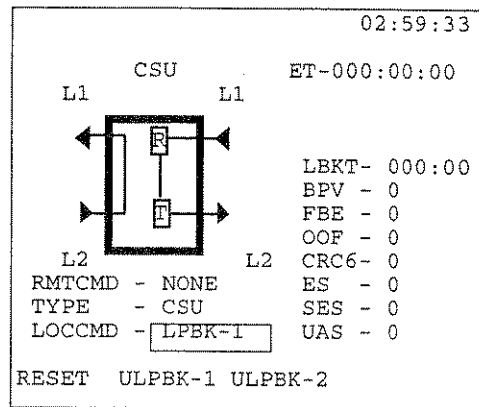 02:59:33
CSU ET-000:00:00
L1 L1
R
LBKT- 000:00
BPV - 0
T FBE - 0
OOF - 0
L2 L2 CRC6- 0
RMTCMD - NONE ES - 0
TYPE - CSU SES - 0
LOCCMD - LPBK-1 UAS - 0
RESET ULPBK-1 ULPBK-2